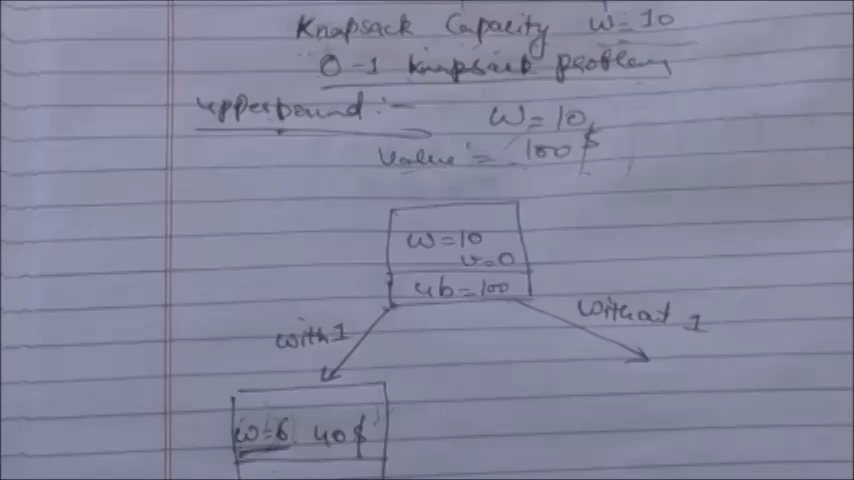 Knapsack Capacity W=10
0-1 knapsack problem
upperbound :- W=10,
value = 100$
w=10
v=0
ub=100
with 1
without 1
w=6 40$